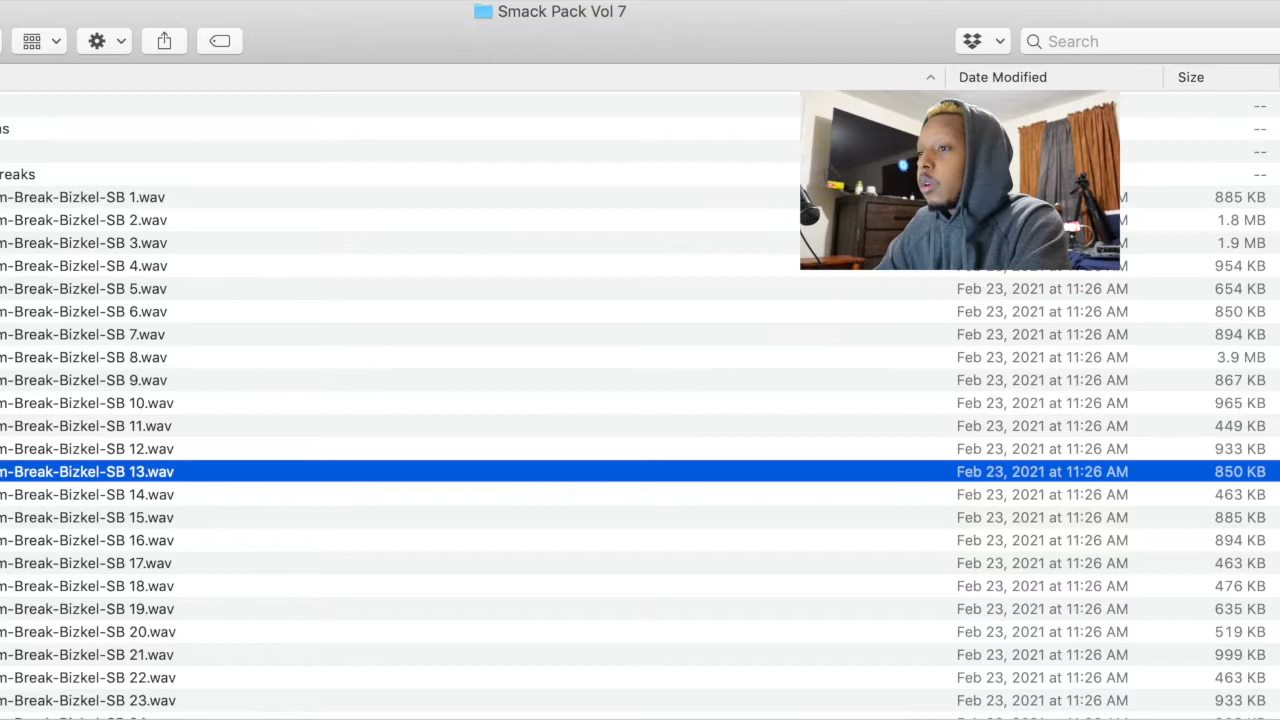 Smack Pack Vol 7
Search
Date Modified Size
--
s --
--
reaks --
m-Break-Bizkel-SB 1.wav M 885 KB
m-Break-Bizkel-SB 2.wav 1.8 MB
m-Break-Bizkel-SB 3.wav 1.9 MB
m-Break-Bizkel-SB 4.wav M 954 KB
m-Break-Bizkel-SB 5.wav Feb 23, 2021 at 11:26 AM 654 KB
m-Break-Bizkel-SB 6.wav Feb 23, 2021 at 11:26 AM 850 KB
m-Break-Bizkel-SB 7.wav Feb 23, 2021 at 11:26 AM 894 KB
m-Break-Bizkel-SB 8.wav Feb 23, 2021 at 11:26 AM 3.9 MB
m-Break-Bizkel-SB 9.wav Feb 23, 2021 at 11:26 AM 867 KB
m-Break-Bizkel-SB 10.wav Feb 23, 2021 at 11:26 AM 965 KB
m-Break-Bizkel-SB 11.wav Feb 23, 2021 at 11:26 AM 449 KB
m-Break-Bizkel-SB 12.wav Feb 23, 2021 at 11:26 AM 933 KB
m-Break-Bizkel-SB 13.wav Feb 23, 2021 at 11:26 AM 850 KB
m-Break-Bizkel-SB 14.wav Feb 23, 2021 at 11:26 AM 463 KB
m-Break-Bizkel-SB 15.wav Feb 23, 2021 at 11:26 AM 885 KB
m-Break-Bizkel-SB 16.wav Feb 23, 2021 at 11:26 AM 894 KB
m-Break-Bizkel-SB 17.wav Feb 23, 2021 at 11:26 AM 463 KB
m-Break-Bizkel-SB 18.wav Feb 23, 2021 at 11:26 AM 476 KB
m-Break-Bizkel-SB 19.wav Feb 23, 2021 at 11:26 AM 635 KB
m-Break-Bizkel-SB 20.wav Feb 23, 2021 at 11:26 AM 519 KB
m-Break-Bizkel-SB 21.wav Feb 23, 2021 at 11:26 AM 999 KB
m-Break-Bizkel-SB 22.wav Feb 23, 2021 at 11:26 AM 463 KB
m-Break-Bizkel-SB 23.wav Feb 23, 2021 at 11:26 AM 933 KB